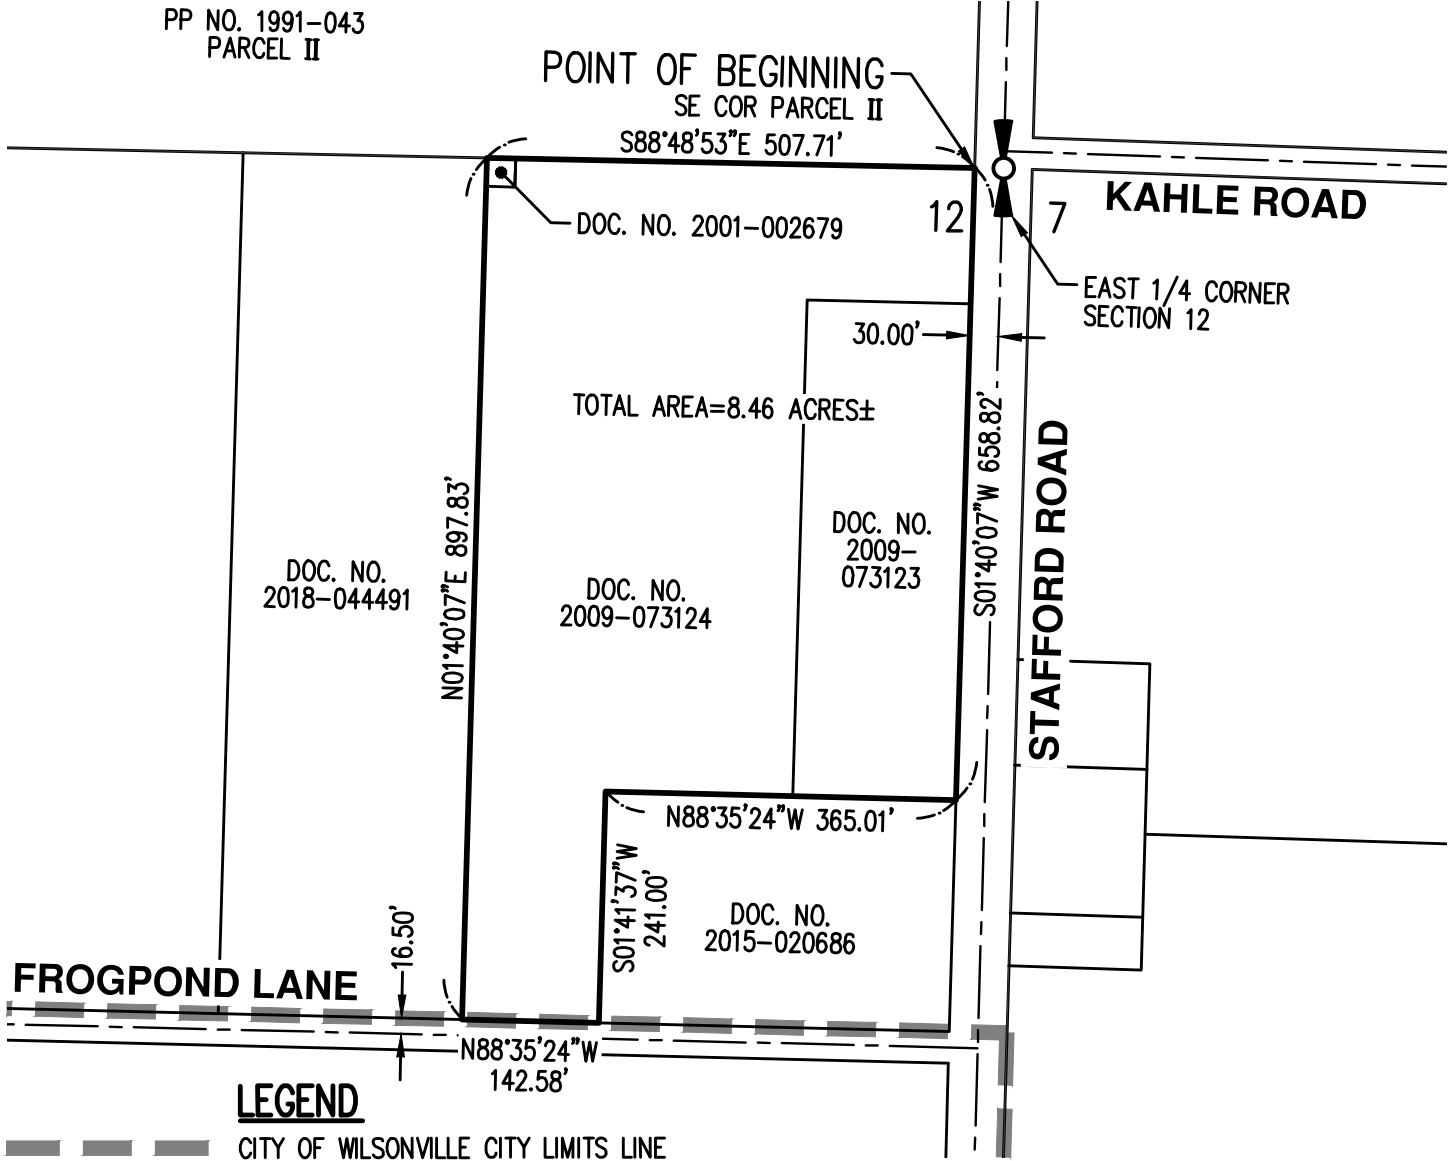 PP NO. 1991-043
PARCEL II
POINT OF BEGINNING
SE COR PARCEL II
S88°48'53"E 507.71'
KAHLE ROAD
12
7
DOC. NO. 2001-002679
EAST 1/4 CORNER
SECTION 12
30.00'
TOTAL AREA=8.46 ACRES±
S01°40'07"W 658.82'
STAFFORD ROAD
N01°40'07"E 897.83'
DOC. NO.
2009-
073123
DOC. NO.
2018-044491
DOC. NO.
2009-073124
N88°35'24"W 365.01'
S01°41'37"W
241.00'
DOC. NO.
2015-020686
16.50'
FROGPOND LANE
N88°35'24"W
142.58'
LEGEND
CITY OF WILSONVILLE CITY LIMITS LINE